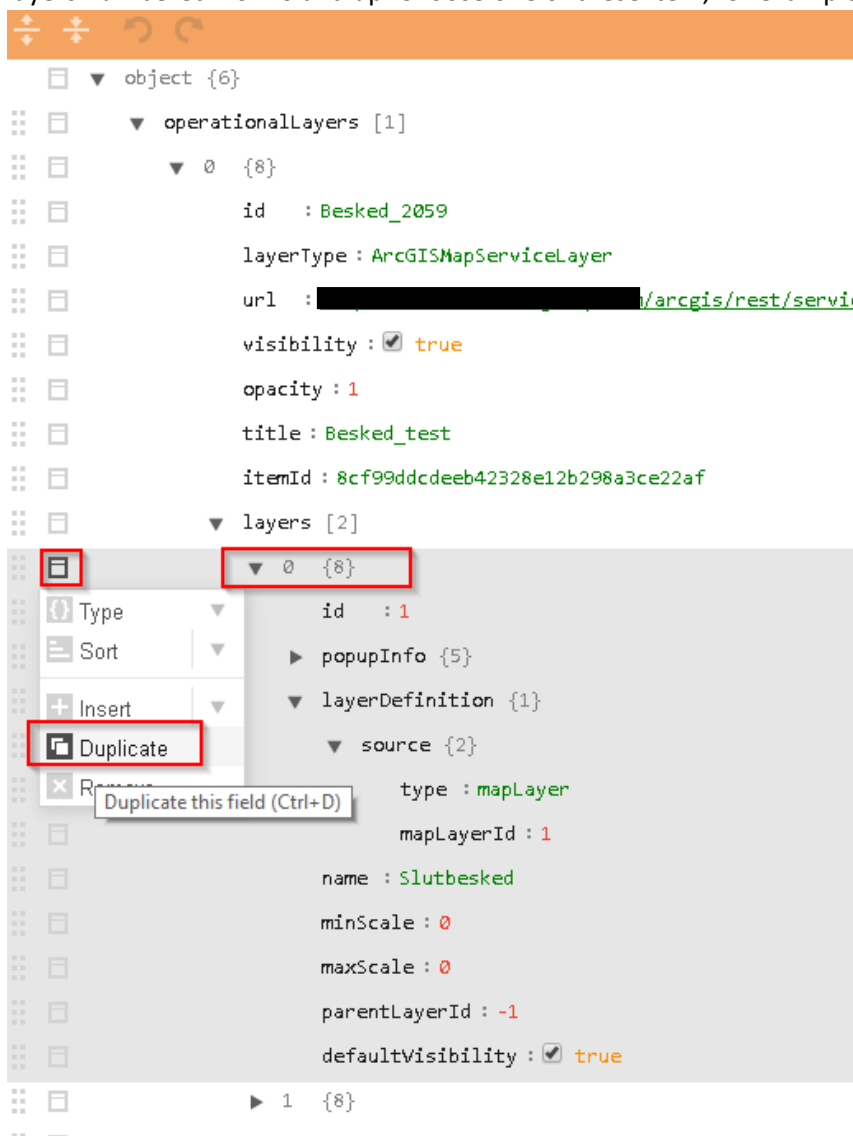 object {6}
operationalLayers [1]
0 {8}
id : Besked_2059
layerType : ArcGISMapServiceLayer
url : /arcgis/rest/servi
visibility : true
opacity : 1
title : Besked_test
itemId : 8cf99ddcdeeb42328e12b298a3ce22af
layers [2]
0 {8}
Type
id : 1
Sort
popupInfo {5}
Insert
layerDefinition {1}
Duplicate
source {2}
Duplicate this field (Ctrl+D)
type : mapLayer
mapLayerId : 1
name : Slutbesked
minScale : 0
maxScale : 0
parentLayerId : -1
defaultVisibility : true
1 {8}